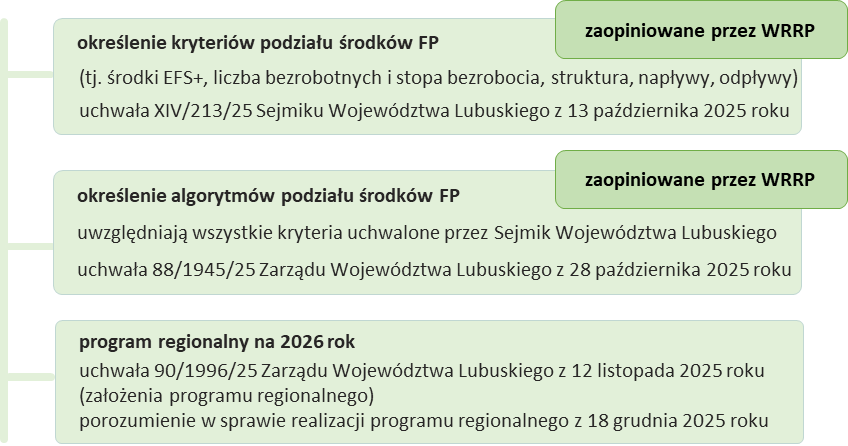 zaopiniowane przez WRRP
określenie kryteriów podziału środków FP
(tj. środki EFS+, liczba bezrobotnych i stopa bezrobocia, struktura, napływy, odpływy)
uchwała XIV/213/25 Sejmiku Województwa Lubuskiego z 13 października 2025 roku
zaopiniowane przez WRRP
określenie algorytmów podziału środków FP
uwzględniają wszystkie kryteria uchwalone przez Sejmik Województwa Lubuskiego
uchwała 88/1945/25 Zarządu Województwa Lubuskiego z 28 października 2025 roku
program regionalny na 2026 rok
uchwała 90/1996/25 Zarządu Województwa Lubuskiego z 12 listopada 2025 roku
(założenia programu regionalnego)
porozumienie w sprawie realizacji programu regionalnego z 18 grudnia 2025 roku